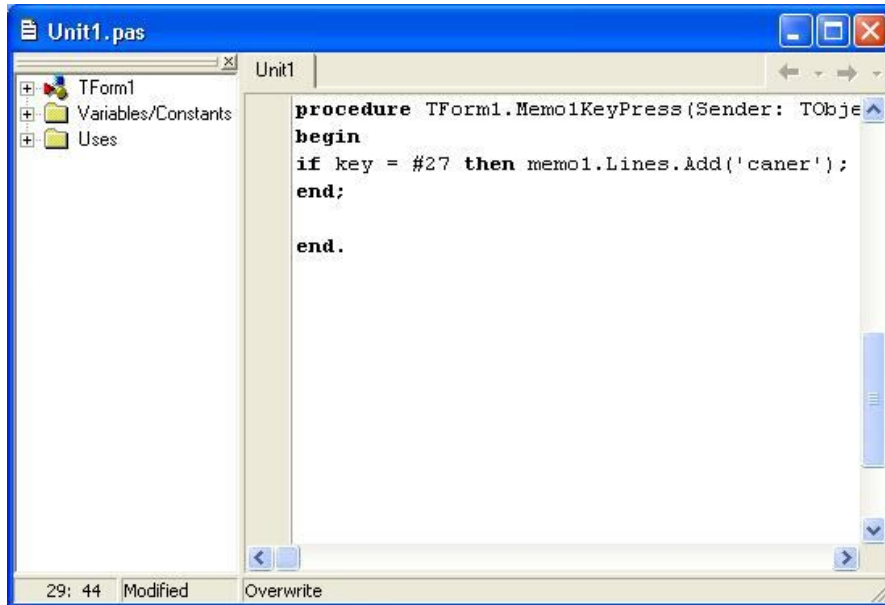 Unit1.pas
TForm1
Variables/Constants
Uses
Unit1
procedure TForm1.Memo1KeyPress(Sender: TObje
begin
if key = #27 then memo1.Lines.Add('caner');
end;
end.
29: 44 Modified Overwrite